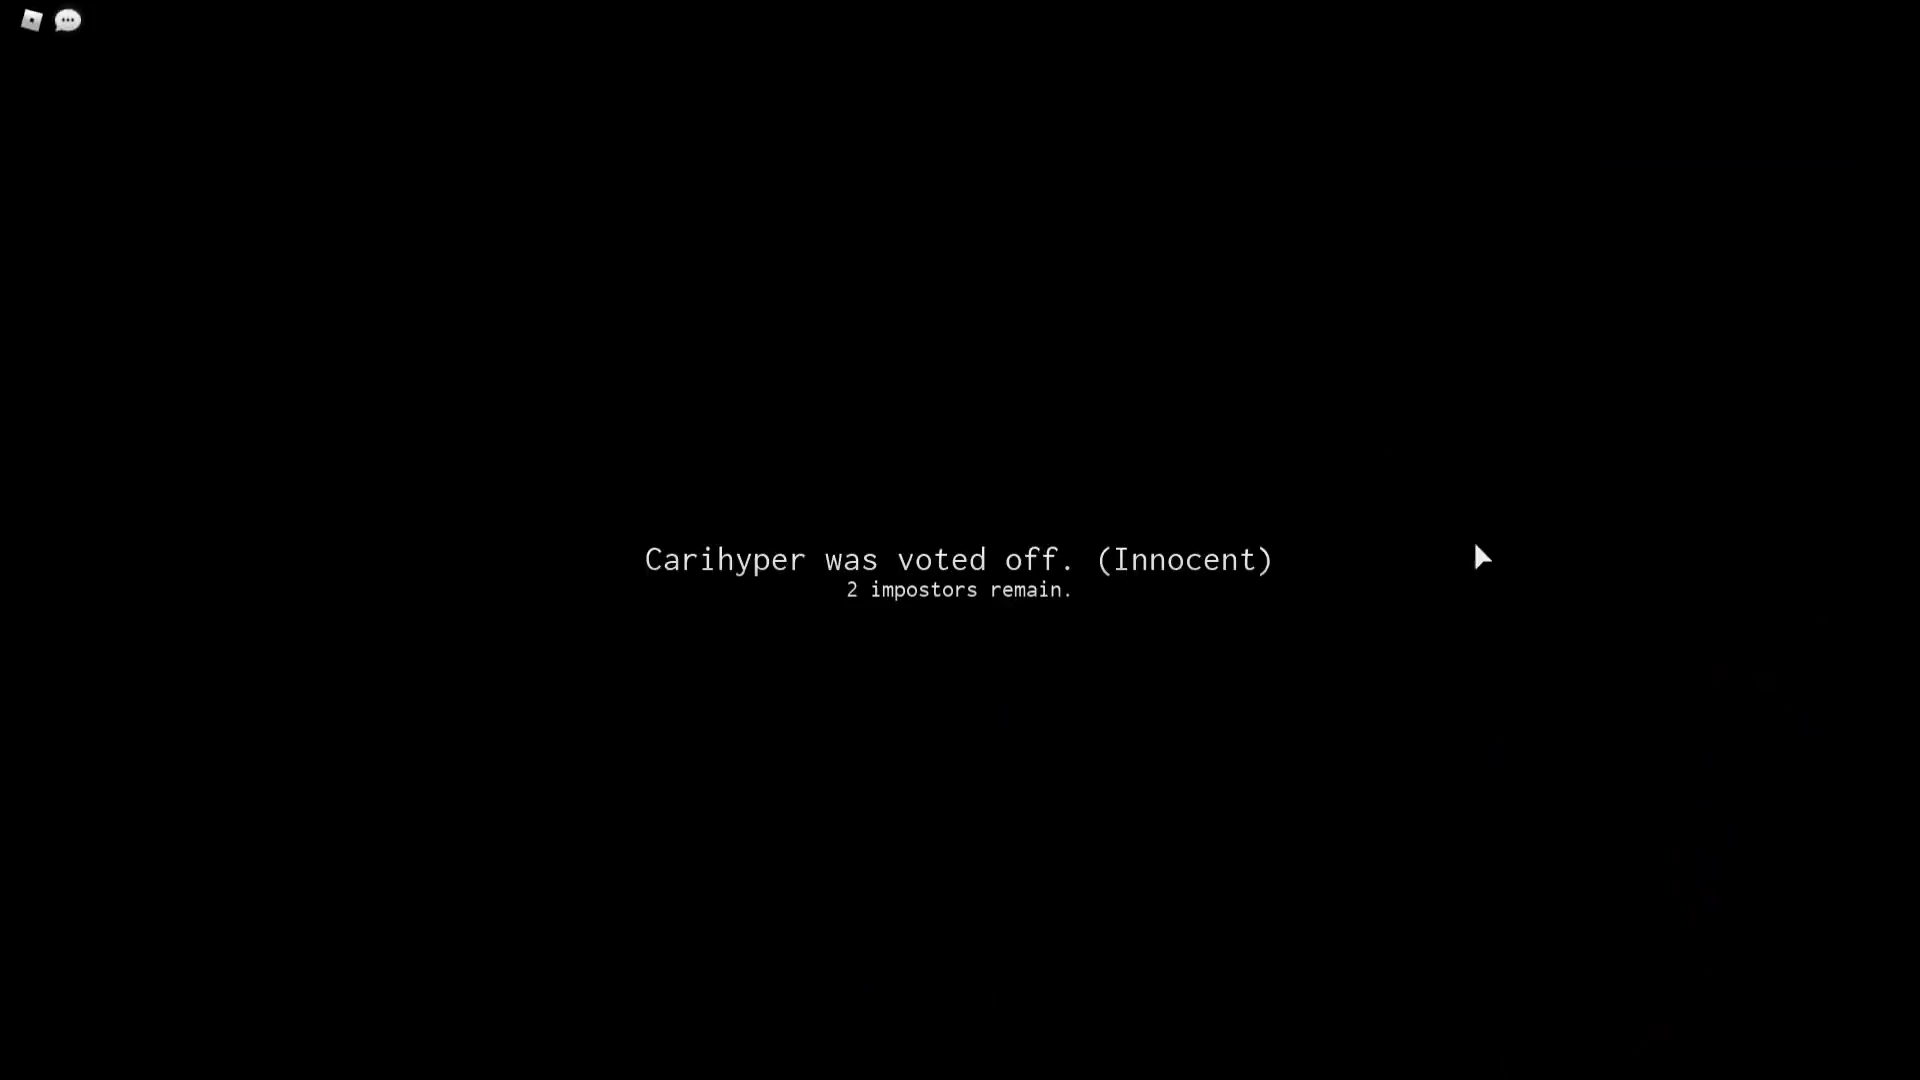 Carihyper was voted off. (Innocent)
2 impostors remain.